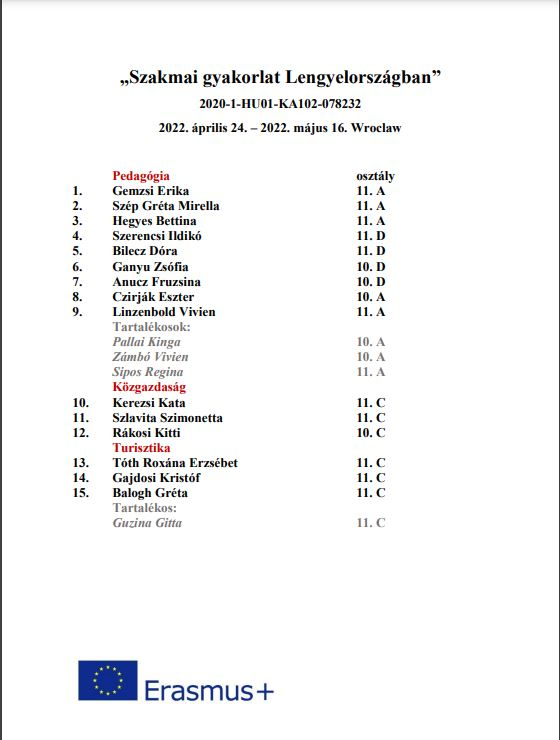 „Szakmai gyakorlat Lengyelországban”
2020-1-HU01-KA102-078232
2022. április 24. – 2022. május 16. Wrocław
Pedagógia osztály
1. Gemzsi Erika 11. A
2. Szép Gréta Mirella 11. A
3. Hegyes Bettina 11. A
4. Szerencsi Ildikó 11. D
5. Bilecz Dóra 11. D
6. Ganyu Zsófia 10. D
7. Anucz Fruzsina 10. D
8. Czirják Eszter 10. A
9. Linzenbold Vivien 11. A
Tartalékosok:
Pallai Kinga 10. A
Zámbó Vivien 10. A
Sipos Regina 11. A
Közgazdaság
10. Kerezsi Kata 11. C
11. Szlavita Szimonetta 11. C
12. Rákosi Kitti 10. C
Turisztika
13. Tóth Roxána Erzsébet 11. C
14. Gajdosi Kristóf 11. C
15. Balogh Gréta 11. C
Tartalékos:
Guzina Gitta 11. C
Erasmus+